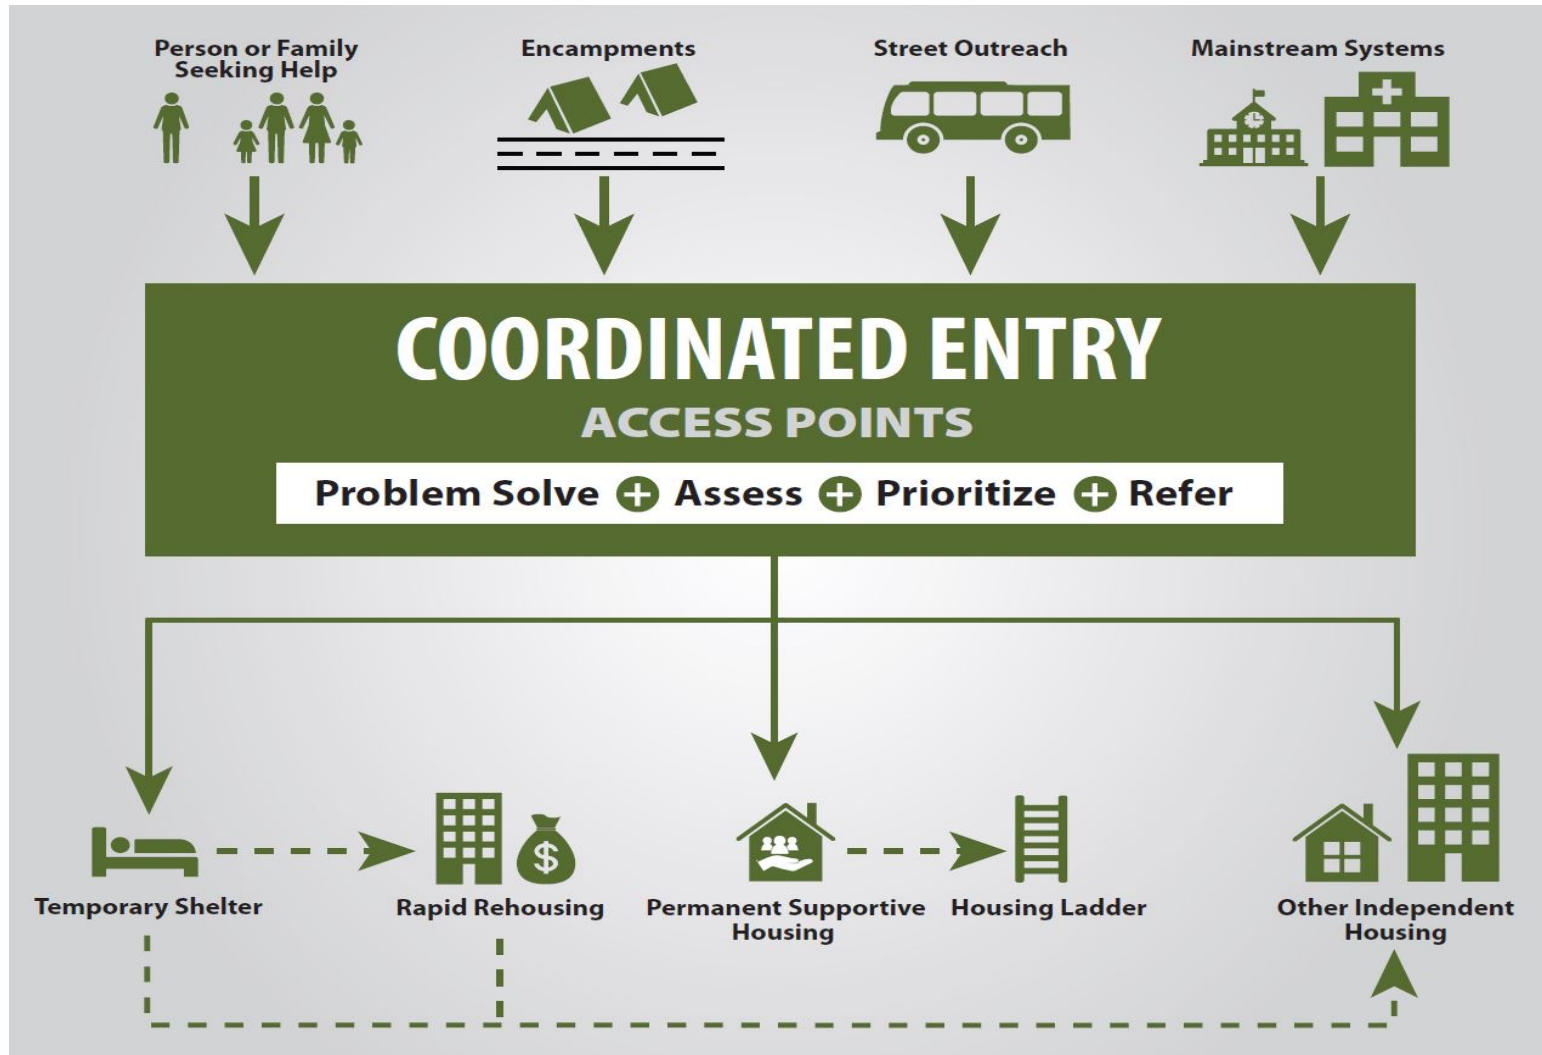 Person or Family
Seeking Help
Encampments
Street Outreach
Mainstream Systems
COORDINATED ENTRY
ACCESS POINTS
Problem Solve + Assess + Prioritize + Refer
$
Temporary Shelter
Rapid Rehousing
Permanent Supportive
Housing
Housing Ladder
Other Independent
Housing